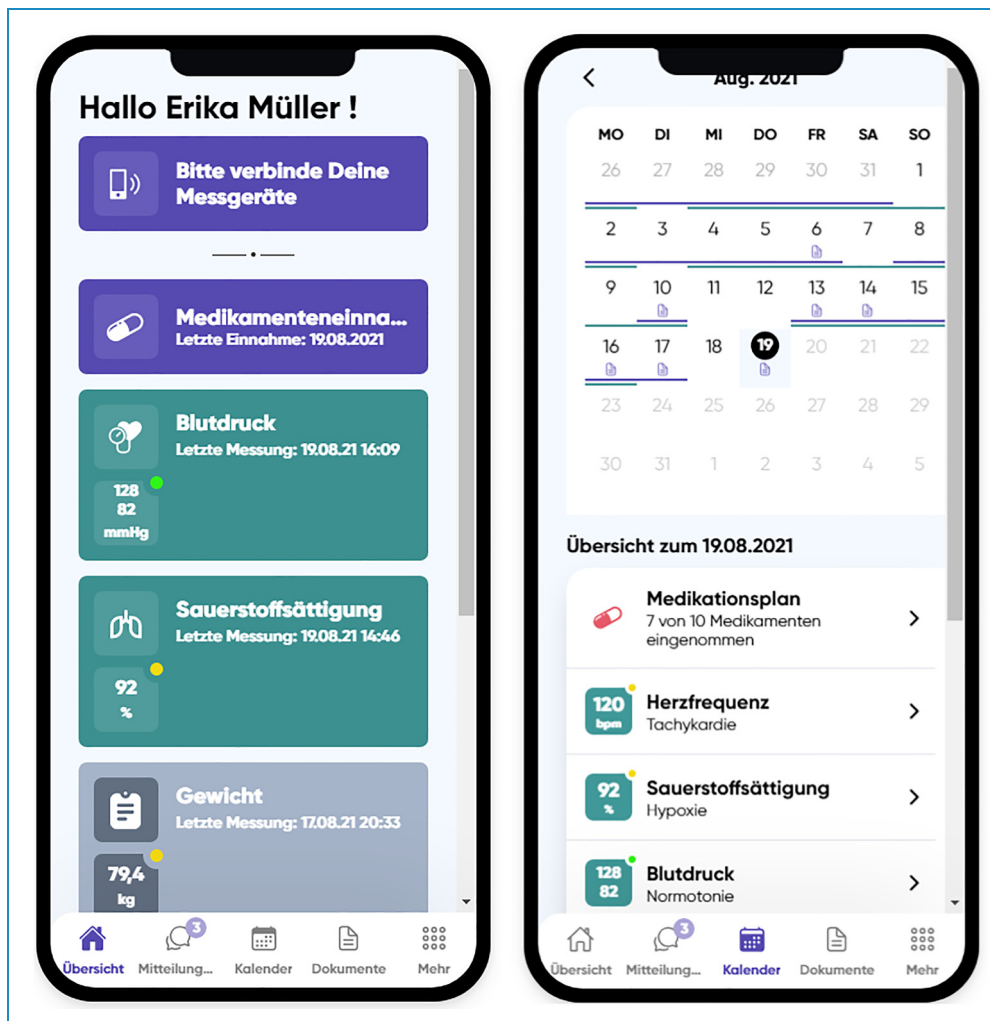 Hallo Erika Müller !
Bitte verbinde Deine
Messgeräte
Medikamenteneinna...
Letzte Einnahme: 19.08.2021
Blutdruck
Letzte Messung: 19.08.21 16:09
128
82
mmHg
Sauerstoffsättigung
Letzte Messung: 19.08.21 14:46
92
%
Gewicht
Letzte Messung: 17.08.21 20:33
79,4
kg
3
Übersicht Mitteilung... Kalender Dokumente Mehr
Aug. 2021
MO DI MI DO FR SA SO
26 27 28 29 30 31 1
2 3 4 5 6 7 8
9 10 11 12 13 14 15
16 17 18 19 20 21 22
23 24 25 26 27 28 29
30 31 1 2 3 4 5
Übersicht zum 19.08.2021
Medikationsplan
7 von 10 Medikamenten
eingenommen
120 Herzfrequenz
bpm Tachykardie
92 Sauerstoffsättigung
% Hypoxie
128 Blutdruck
82 Normotonie
3
Übersicht Mitteilung... Kalender Dokumente Mehr